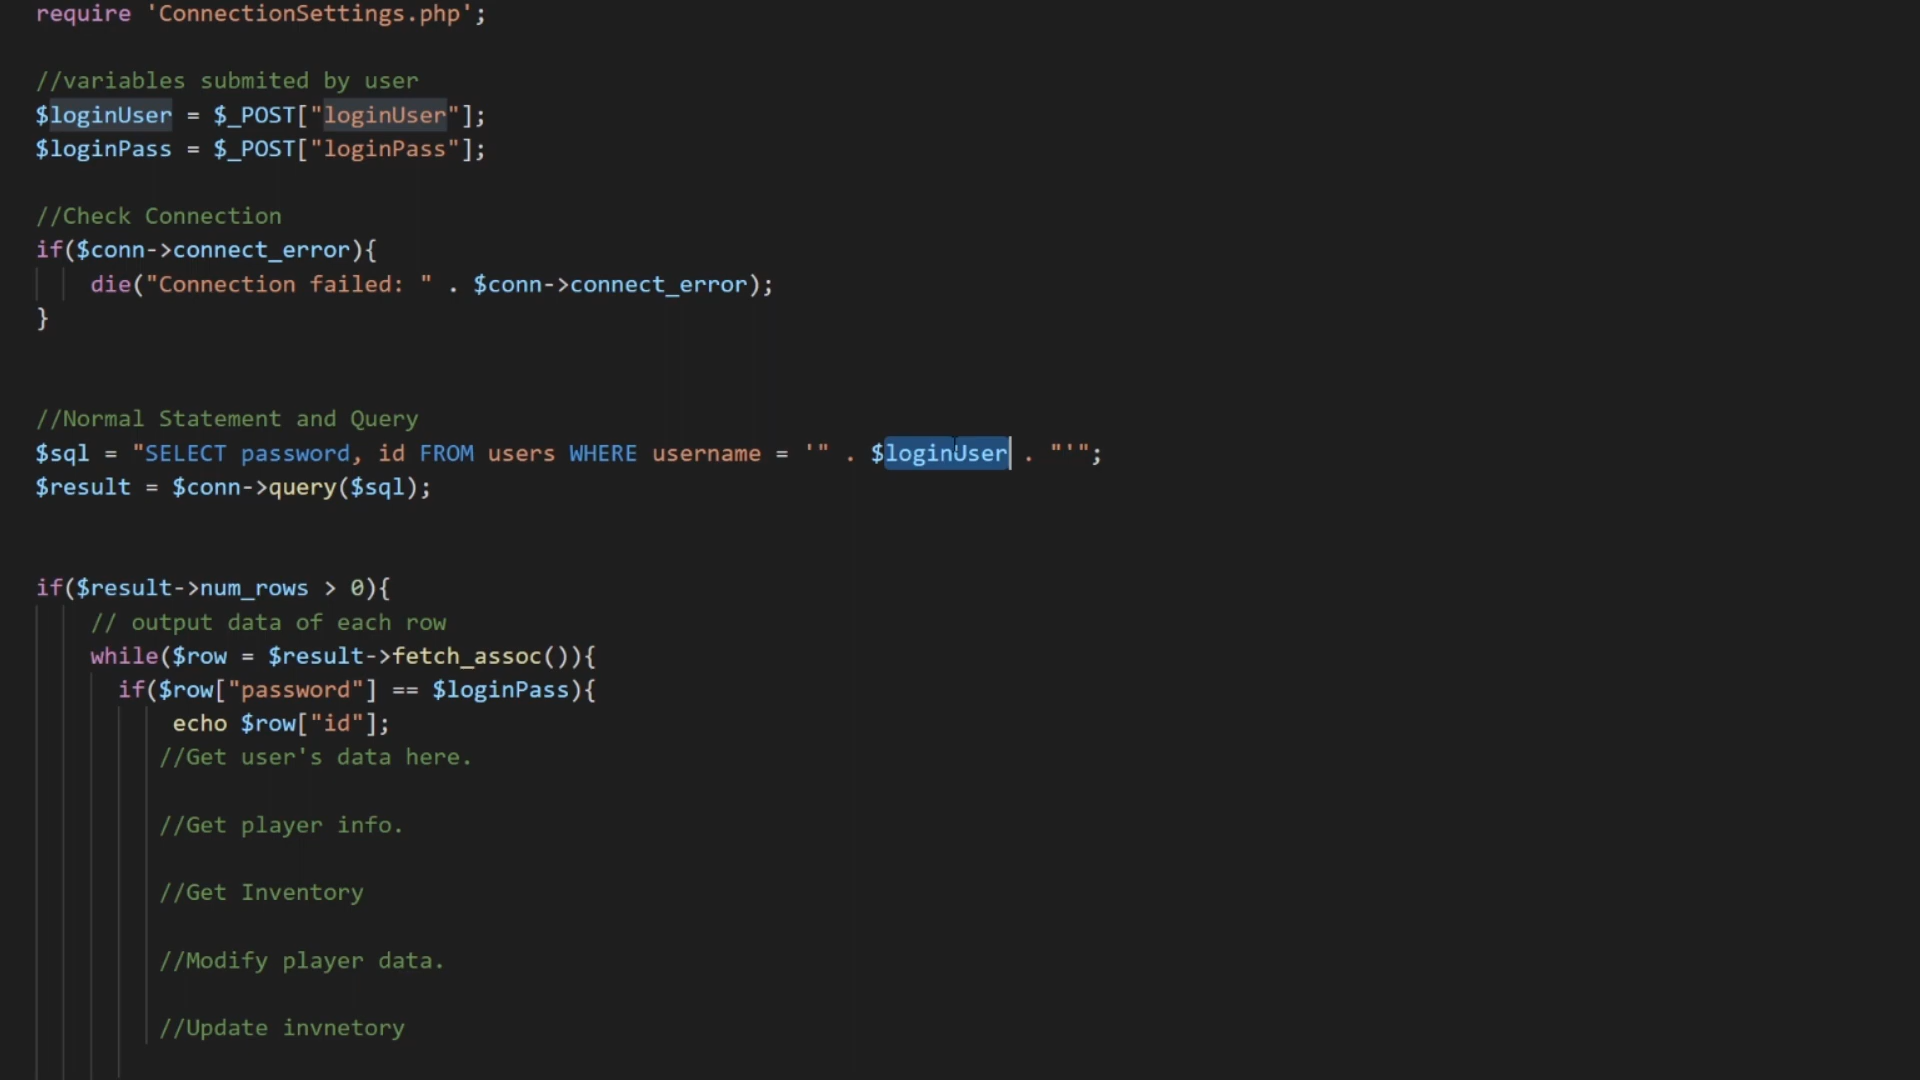 require 'ConnectionSettings.php';
//variables submited by user
$loginUser = $_POST["loginUser"];
$loginPass = $_POST["loginPass"];
//Check Connection
if($conn->connect_error){
die("Connection failed: " . $conn->connect_error);
}
//Normal Statement and Query
$sql = "SELECT password, id FROM users WHERE username = '" . $loginUser . "'";
$result = $conn->query($sql);
if($result->num_rows > 0){
// output data of each row
while($row = $result->fetch_assoc()){
if($row["password"] == $loginPass){
echo $row["id"];
//Get user's data here.
//Get player info.
//Get Inventory
//Modify player data.
//Update invnetory